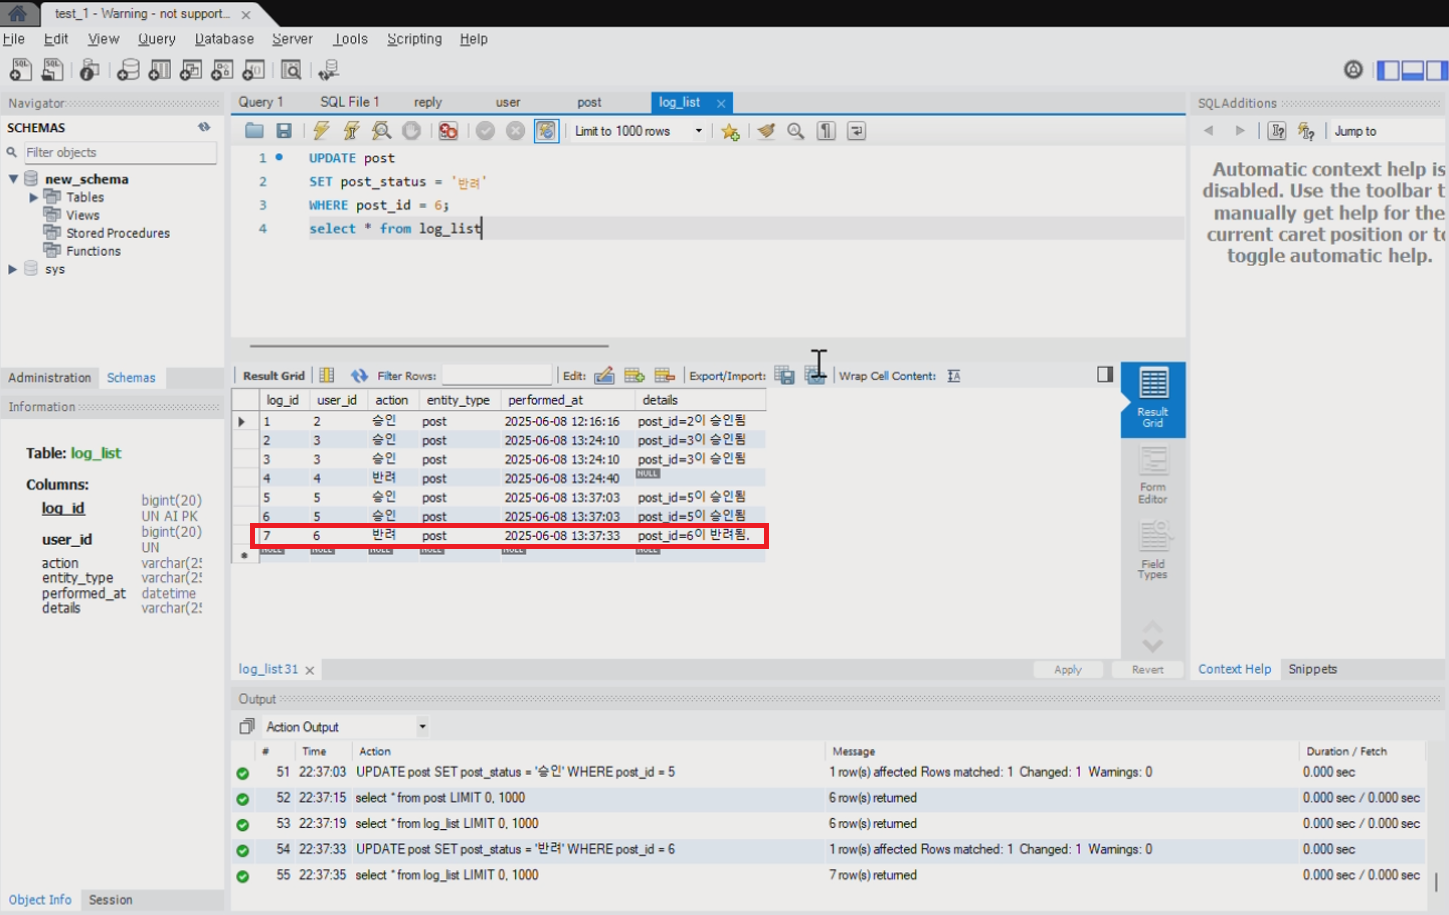 test_1 - Warning - not support...
File Edit View Query Database Server Tools Scripting Help
Navigator
SCHEMAS
Filter objects
new_schema
Tables
Views
Stored Procedures
Functions
sys
Administration Schemas
Information
Table: log_list
Columns:
log_id bigint(20) UN AI PK
user_id bigint(20) UN
action varchar(2
entity_type varchar(2
performed_at datetime
details varchar(2
Object Info Session
Query 1 SQL File 1 reply user post log_list
Limit to 1000 rows
1 UPDATE post
2 SET post_status = '반려'
3 WHERE post_id = 6;
4 select * from log_list
Result Grid Filter Rows: Edit: Export/Import: Wrap Cell Content:
log_id user_id action entity_type performed_at details
1 2 승인 post 2025-06-08 12:16:16 post_id=2이 승인됨
2 3 승인 post 2025-06-08 13:24:10 post_id=3이 승인됨
3 3 승인 post 2025-06-08 13:24:10 post_id=3이 승인됨
4 4 반려 post 2025-06-08 13:24:40 NULL
5 5 승인 post 2025-06-08 13:37:03 post_id=5이 승인됨
6 5 승인 post 2025-06-08 13:37:03 post_id=5이 승인됨
7 6 반려 post 2025-06-08 13:37:33 post_id=6이 반려됨.
NULL NULL NULL NULL NULL NULL
Result Grid
Form Editor
Field Types
log_list 31 Apply Revert
SQLAdditions
Jump to
Automatic context help is
disabled. Use the toolbar t
manually get help for the
current caret position or to
toggle automatic help.
Context Help Snippets
Output
Action Output
# Time Action Message Duration / Fetch
51 22:37:03 UPDATE post SET post_status = '승인' WHERE post_id = 5 1 row(s) affected Rows matched: 1 Changed: 1 Warnings: 0 0.000 sec
52 22:37:15 select * from post LIMIT 0, 1000 6 row(s) returned 0.000 sec / 0.000 sec
53 22:37:19 select * from log_list LIMIT 0, 1000 6 row(s) returned 0.000 sec / 0.000 sec
54 22:37:33 UPDATE post SET post_status = '반려' WHERE post_id = 6 1 row(s) affected Rows matched: 1 Changed: 1 Warnings: 0 0.000 sec
55 22:37:35 select * from log_list LIMIT 0, 1000 7 row(s) returned 0.000 sec / 0.000 sec